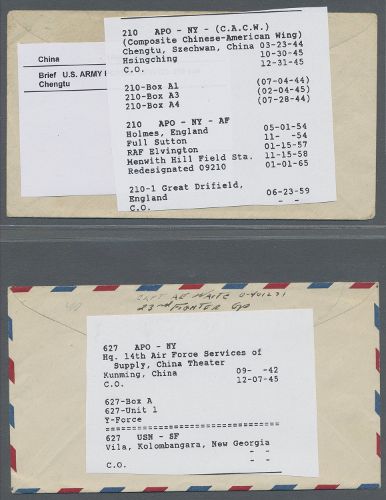 China
Brief U.S. ARMY
Chengtu
210 APO - NY - (C.A.C.W.)
(Composite Chinese-American Wing)
Chengtu, Szechwan, China 03-23-44
Hsingching 10-30-45
C.O. 12-31-45
210-Box A1 (07-04-44)
210-Box A3 (02-04-45)
210-Box A4 (07-28-44)
210 APO - NY - AF
Holmes, England 05-01-54
Full Sutton 11- -54
RAF Elvington 01-15-57
Menwith Hill Field Sta. 11-15-58
Redesignated 09210 01-01-65
210-1 Great Drifield, England 06-23-59
C.O. - -
23rd FIGHTER Gp
627 APO - NY
Hq. 14th Air Force Services of
Supply, China Theater
Kunming, China 09- -42
C.O. 12-07-45
627-Box A
627-Unit 1
Y-Force
==============================
627 USN - SF
Vila, Kolombangara, New Georgia
- -
C.O. - -